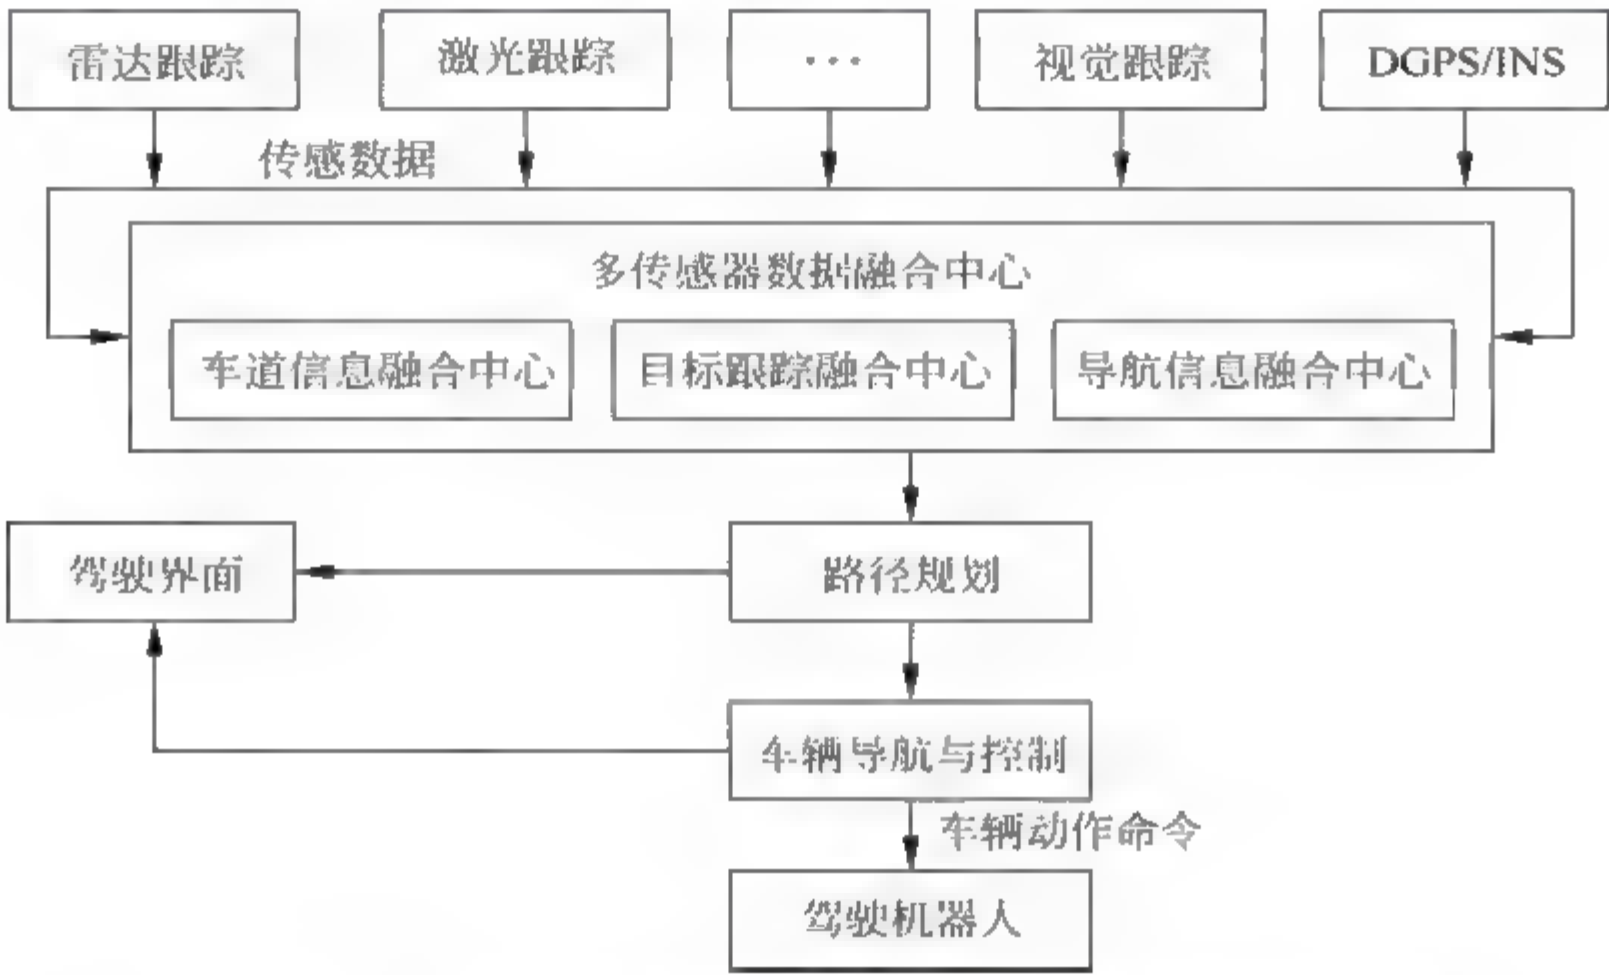 雷达跟踪
激光跟踪
···
视觉跟踪
DGPS/INS
传感数据
多传感器数据融合中心
车道信息融合中心
目标跟踪融合中心
导航信息融合中心
驾驶界面
路径规划
车辆导航与控制
车辆动作命令
驾驶机器人